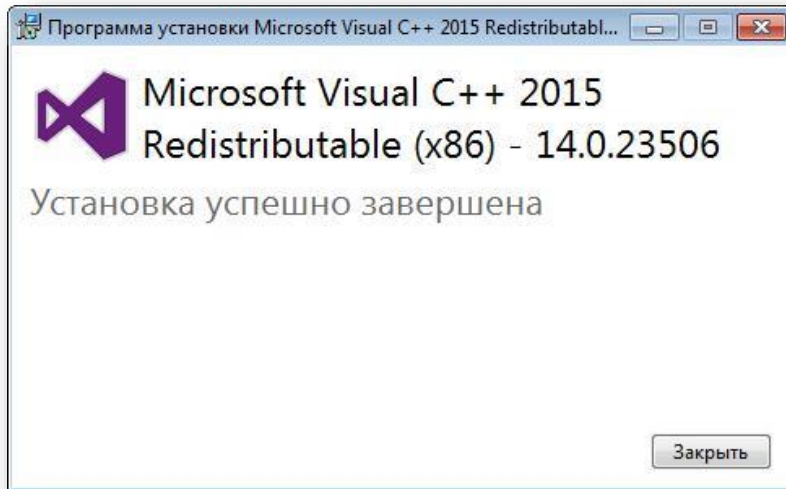 Программа установки Microsoft Visual C++ 2015 Redistributabl...
Microsoft Visual C++ 2015
Redistributable (x86) - 14.0.23506
Установка успешно завершена
Закрыть